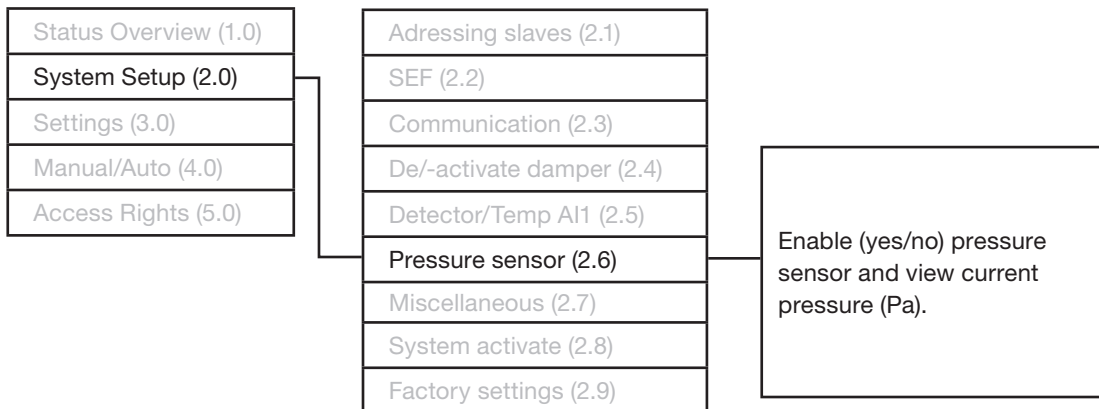 Status Overview (1.0)
System Setup (2.0)
Settings (3.0)
Manual/Auto (4.0)
Access Rights (5.0)
Adressing slaves (2.1)
SEF (2.2)
Communication (2.3)
De/-activate damper (2.4)
Detector/Temp AI1 (2.5)
Pressure sensor (2.6)
Miscellaneous (2.7)
System activate (2.8)
Factory settings (2.9)
Enable (yes/no) pressure
sensor and view current
pressure (Pa).